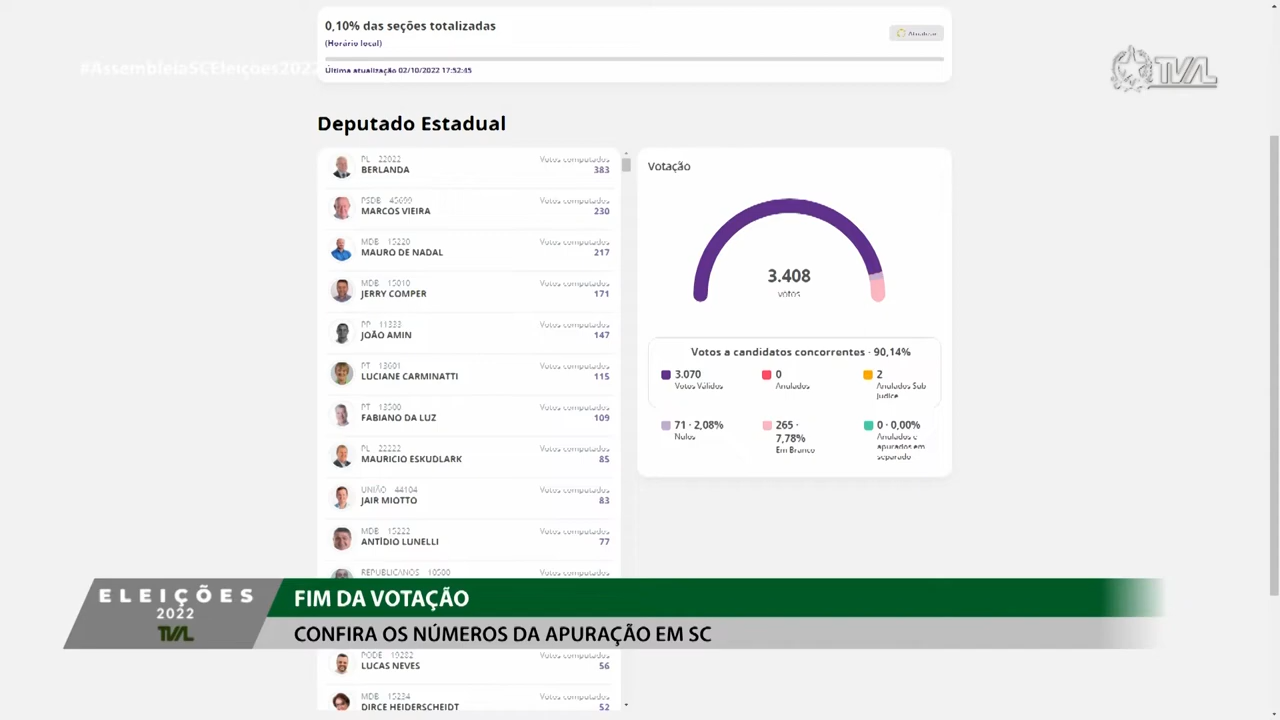 0,10% das seções totalizadas
(Horário local)
Atualizar
Última atualização 02/10/2022 17:52:45
#AssembleiaSCEleições2022
TVAL
Deputado Estadual
PL 22022 Votos computados
BERLANDA 383
PSDB 45699 Votos computados
MARCOS VIEIRA 230
MDB 15220 Votos computados
MAURO DE NADAL 217
MDB 15010 Votos computados
JERRY COMPER 171
PP 11333 Votos computados
JOÃO AMIN 147
PT 13601 Votos computados
LUCIANE CARMINATTI 115
PT 13500 Votos computados
FABIANO DA LUZ 109
PL 22222 Votos computados
MAURICIO ESKUDLARK 85
UNIÃO 44104 Votos computados
JAIR MIOTTO 83
MDB 15222 Votos computados
ANTÍDIO LUNELLI 77
REPUBLICANOS 10500 Votos computados
PODE 19282 Votos computados
LUCAS NEVES 56
MDB 15234 Votos computados
DIRCE HEIDERSCHEIDT 52
Votação
3.408
votos
Votos a candidatos concorrentes · 90,14%
3.070
Votos Válidos
0
Anulados
2
Anulados Sub
Judice
71 · 2,08%
Nulos
265 ·
7,78%
Em Branco
0 · 0,00%
Anulados e
apurados em
separado
ELEIÇÕES
2022
TVAL
FIM DA VOTAÇÃO
CONFIRA OS NÚMEROS DA APURAÇÃO EM SC